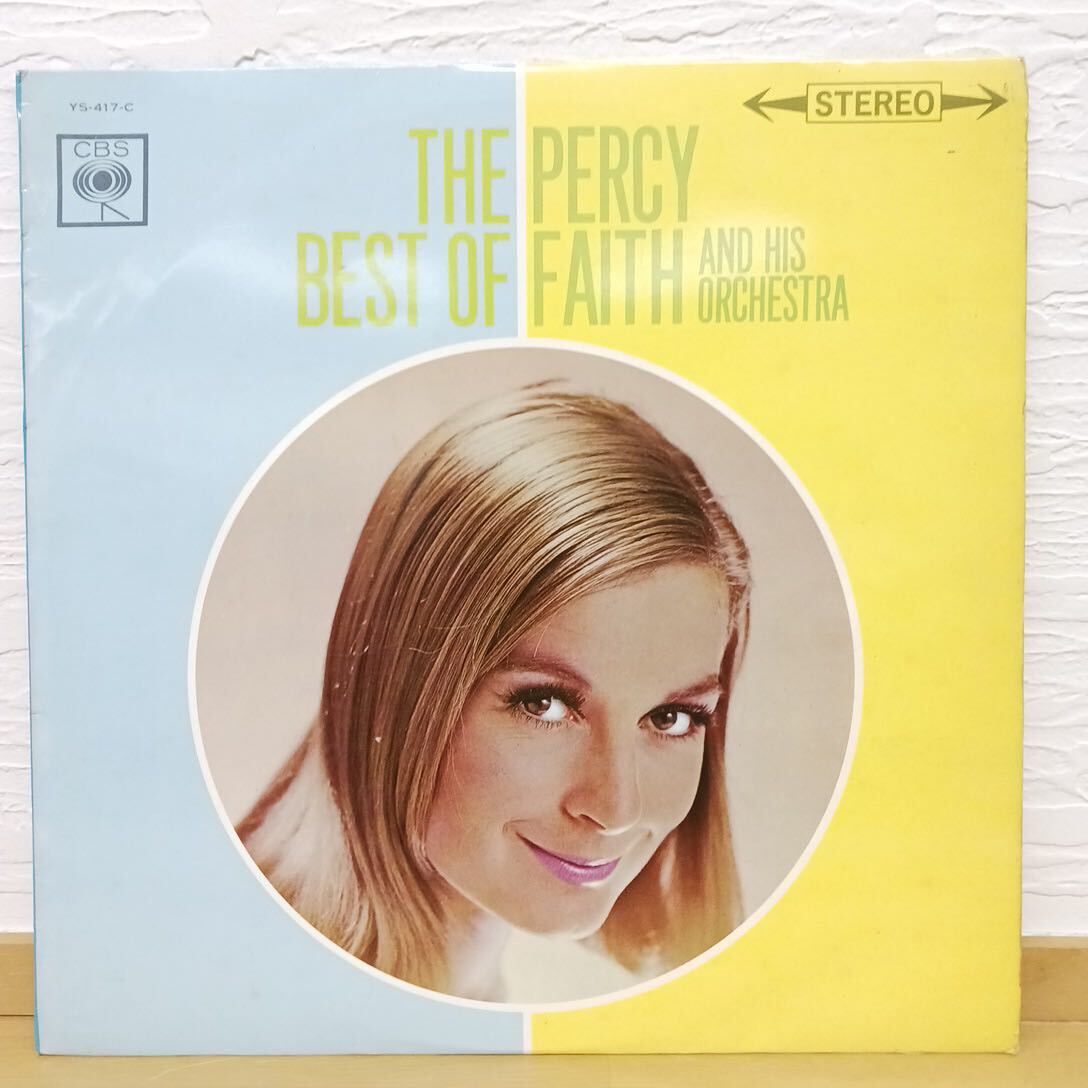 YS-417-C
CBS
STEREO
THE PERCY
BEST OF FAITH AND HIS
ORCHESTRA